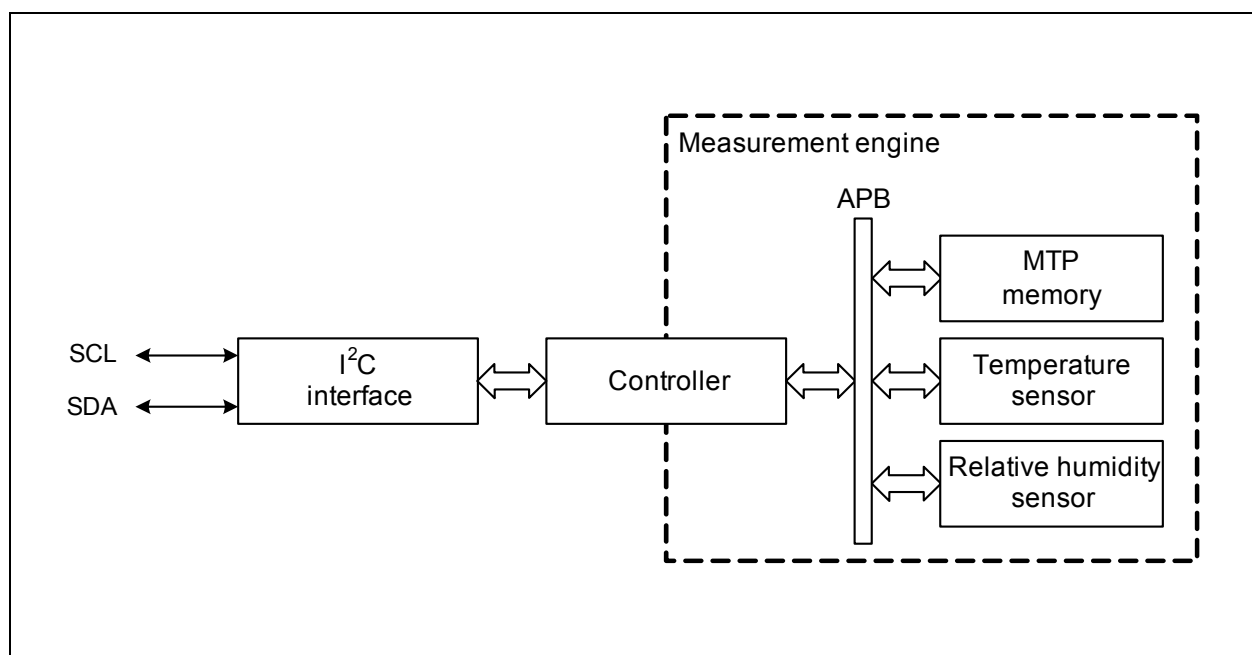 Measurement engine
APB
MTP
memory
SCL
SDA
I²C
interface
Controller
Temperature
sensor
Relative humidity
sensor